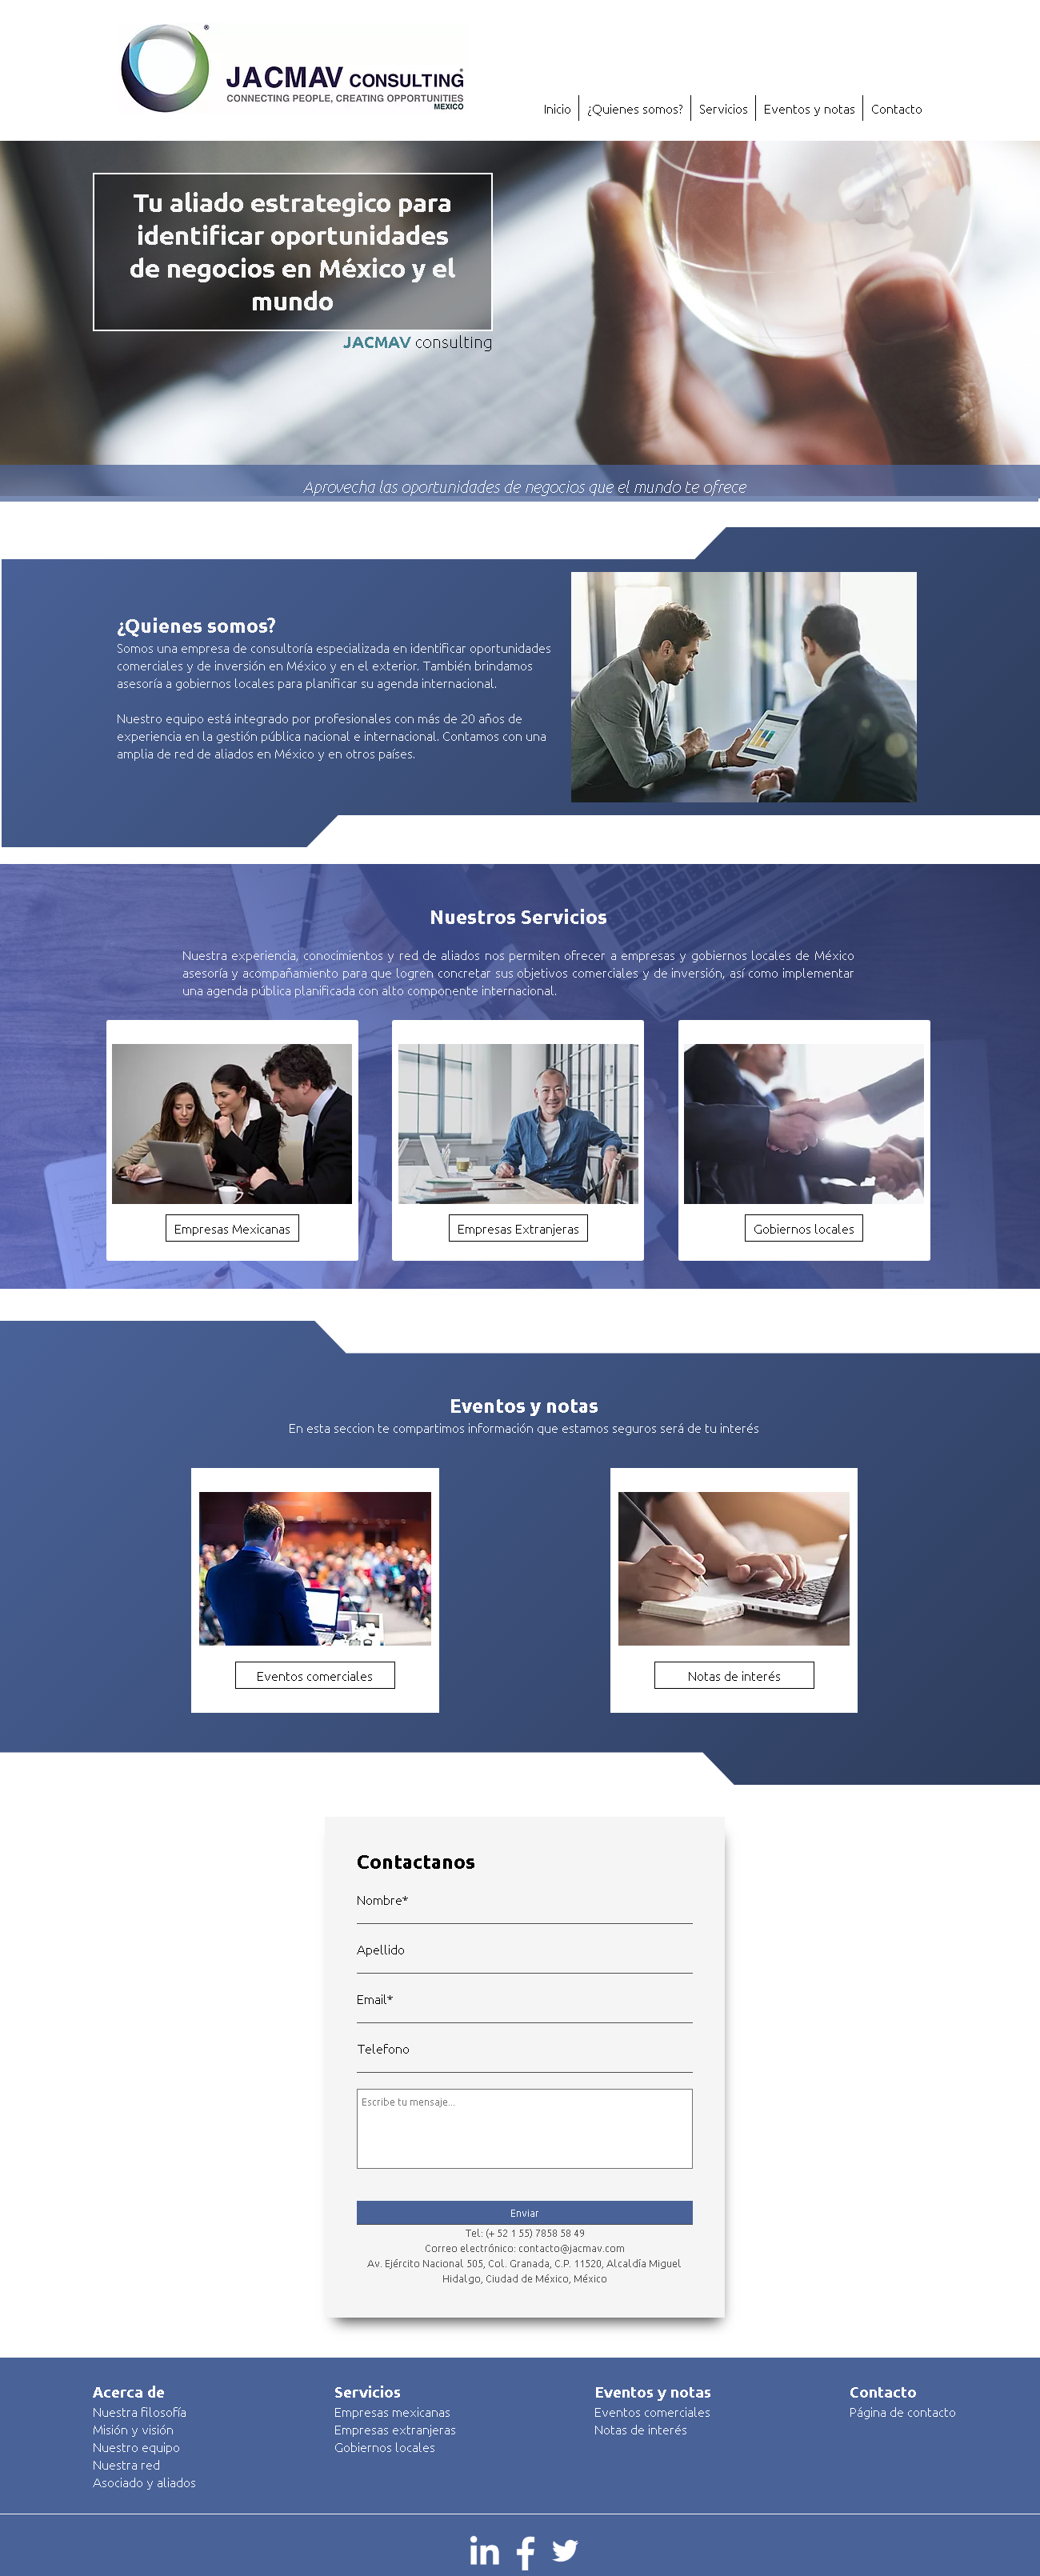 ®
JACMAV CONSULTING®
CONNECTING PEOPLE, CREATING OPPORTUNITIES
MEXICO
Inicio
¿Quienes somos?
Servicios
Eventos y notas
Contacto
Tu aliado estrategico para
identificar oportunidades
de negocios en México y el
mundo
JACMAV consulting
Aprovecha las oportunidades de negocios que el mundo te ofrece
¿Quienes somos?
Somos una empresa de consultoría especializada en identificar oportunidades
comerciales y de inversión en México y en el exterior. También brindamos
asesoría a gobiernos locales para planificar su agenda internacional.
Nuestro equipo está integrado por profesionales con más de 20 años de
experiencia en la gestión pública nacional e internacional. Contamos con una
amplia de red de aliados en México y en otros países.
Nuestros Servicios
Nuestra experiencia, conocimientos y red de aliados nos permiten ofrecer a empresas y gobiernos locales de México
asesoría y acompañamiento para que logren concretar sus objetivos comerciales y de inversión, así como implementar
una agenda pública planificada con alto componente internacional.
Empresas Mexicanas
Empresas Extranjeras
Gobiernos locales
Eventos y notas
En esta seccion te compartimos información que estamos seguros será de tu interés
Eventos comerciales
Notas de interés
Contactanos
Nombre*
Apellido
Email*
Telefono
Escribe tu mensaje...
Enviar
Tel: (+ 52 1 55) 7858 58 49
Correo electrónico: contacto@jacmav.com
Av. Ejército Nacional 505, Col. Granada, C.P. 11520, Alcaldía Miguel
Hidalgo, Ciudad de México, México
Acerca de
Nuestra filosofía
Misión y visión
Nuestro equipo
Nuestra red
Asociado y aliados
Servicios
Empresas mexicanas
Empresas extranjeras
Gobiernos locales
Eventos y notas
Eventos comerciales
Notas de interés
Contacto
Página de contacto